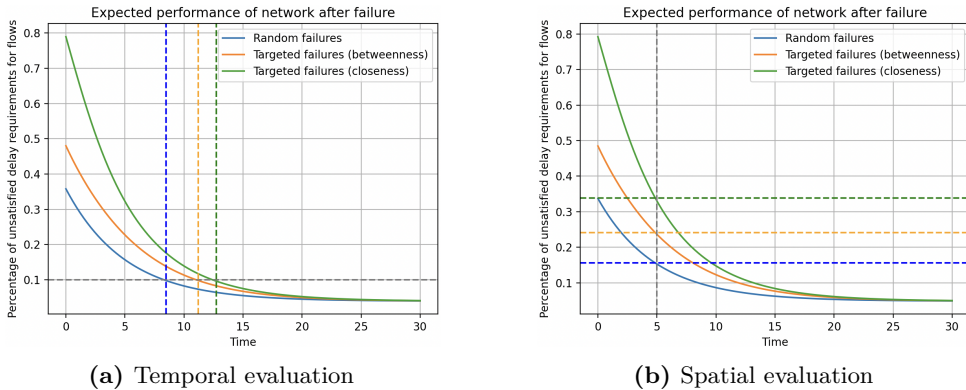 Expected performance of network after failure
Percentage of unsatisfied delay requirements for flows
0.8
0.7
0.6
0.5
0.4
0.3
0.2
0.1
Random failures
Targeted failures (betweenness)
Targeted failures (closeness)
0 5 10 15 20 25 30
Time
(a) Temporal evaluation
Expected performance of network after failure
Percentage of unsatisfied delay requirements for flows
0.8
0.7
0.6
0.5
0.4
0.3
0.2
0.1
Random failures
Targeted failures (betweenness)
Targeted failures (closeness)
0 5 10 15 20 25 30
Time
(b) Spatial evaluation